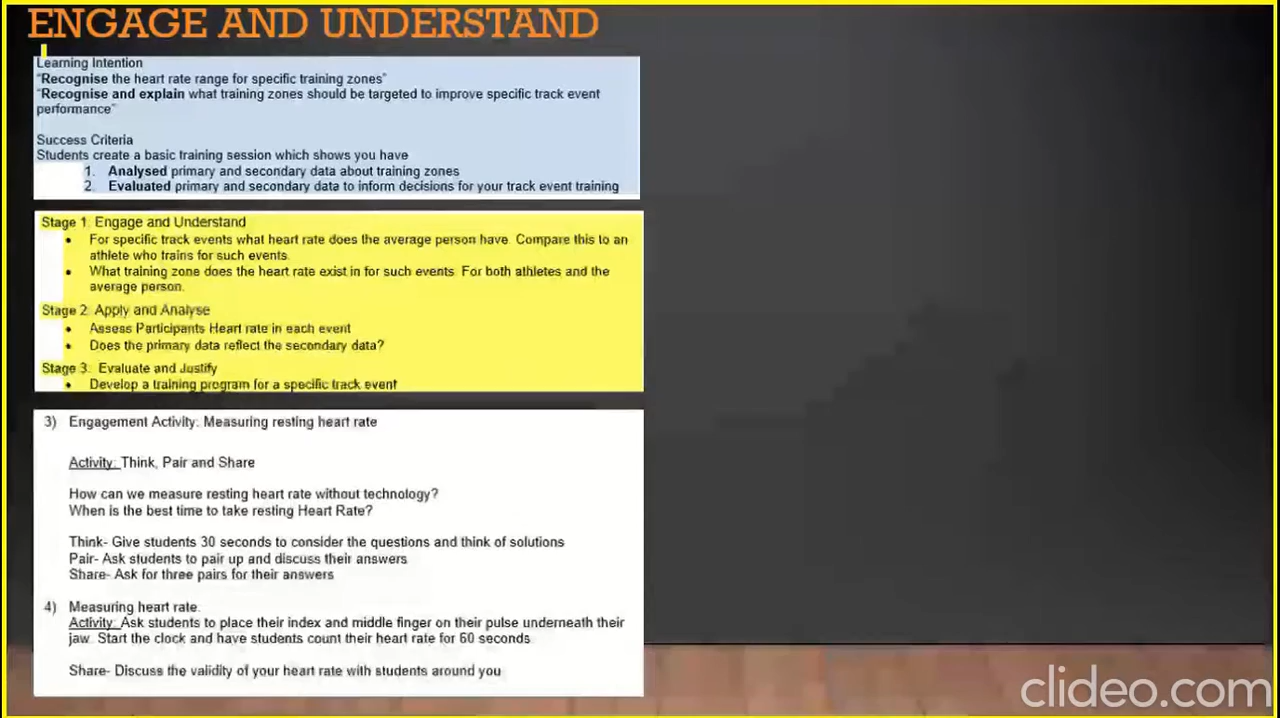 ENGAGE AND UNDERSTAND
Learning Intention
"Recognise the heart rate range for specific training zones"
"Recognise and explain what training zones should be targeted to improve specific track event
performance"
Success Criteria
Students create a basic training session which shows you have
1. Analysed primary and secondary data about training zones
2. Evaluated primary and secondary data to inform decisions for your track event training
Stage 1: Engage and Understand
• For specific track events what heart rate does the average person have. Compare this to an
athlete who trains for such events.
• What training zone does the heart rate exist in for such events. For both athletes and the
average person.
Stage 2: Apply and Analyse
• Assess Participants Heart rate in each event
• Does the primary data reflect the secondary data?
Stage 3: Evaluate and Justify
• Develop a training program for a specific track event
3) Engagement Activity: Measuring resting heart rate
Activity: Think, Pair and Share
How can we measure resting heart rate without technology?
When is the best time to take resting Heart Rate?
Think- Give students 30 seconds to consider the questions and think of solutions
Pair- Ask students to pair up and discuss their answers
Share- Ask for three pairs for their answers
4) Measuring heart rate.
Activity: Ask students to place their index and middle finger on their pulse underneath their
jaw. Start the clock and have students count their heart rate for 60 seconds
Share- Discuss the validity of your heart rate with students around you
clideo.com